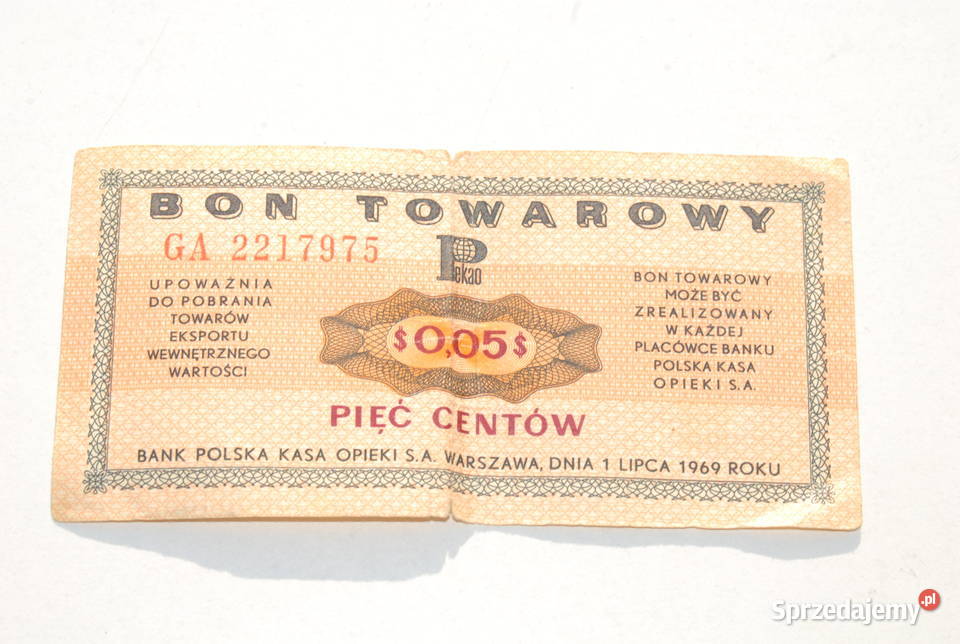 BON TOWAROWY
GA 2217975
Pekao
UPOWAŻNIA
DO POBRANIA
TOWARÓW
EKSPORTU
WEWNĘTRZNEGO
WARTOŚCI
$0,05$
BON TOWAROWY
MOŻE BYĆ
ZREALIZOWANY
W KAŻDEJ
PLACÓWCE BANKU
POLSKA KASA
OPIEKI S.A.
PIĘĆ CENTÓW
BANK POLSKA KASA OPIEKI S.A. WARSZAWA, DNIA 1 LIPCA 1969 ROKU
Sprzedajemy.pl